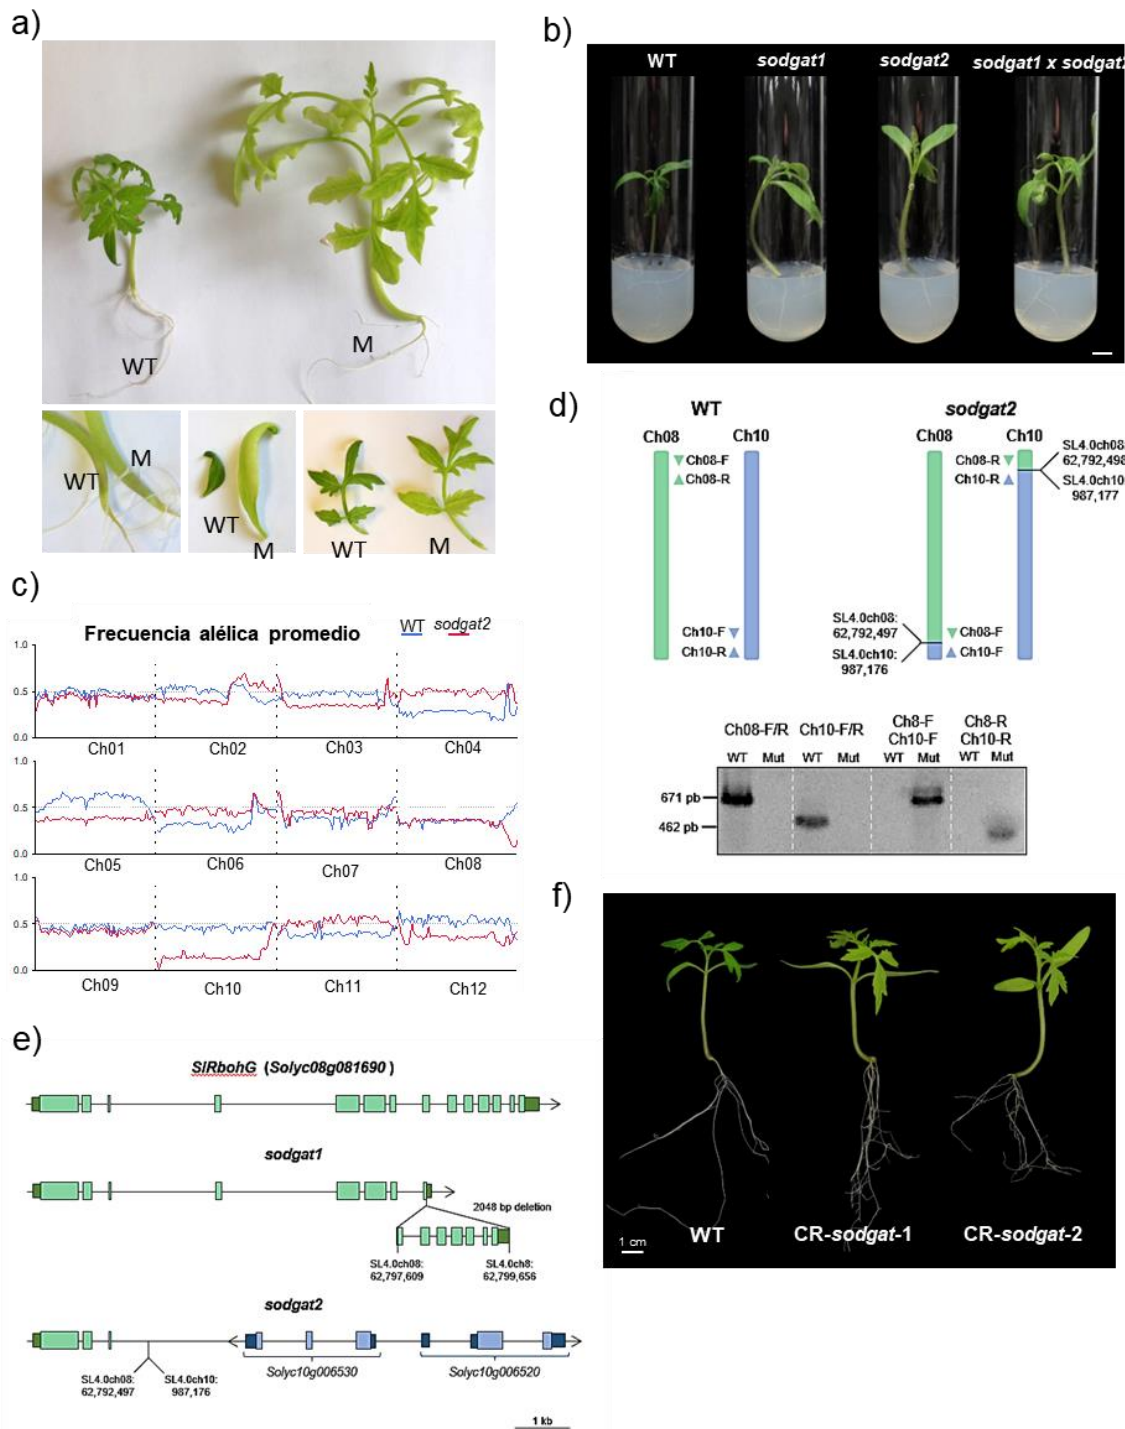 a)
WT
M
WT
M
WT
M
WT
M
b)
WT
sodgat1
sodgat2
sodgat1 x sodgat2
c)
Frecuencia alélica promedio
WT
sodgat2
1.0
0.5
0.0
Ch01
Ch02
Ch03
Ch04
1.0
0.5
0.0
Ch05
Ch06
Ch07
Ch08
1.0
0.5
0.0
Ch09
Ch10
Ch11
Ch12
d)
WT
Ch08
Ch10
Ch08-F
Ch08-R
Ch10-F
Ch10-R
sodgat2
Ch08
Ch10
Ch08-R
Ch10-R
SL4.0ch08:
62,792,498
SL4.0ch10:
987,177
SL4.0ch08:
62,792,497
SL4.0ch10:
987,176
Ch08-F
Ch10-F
Ch08-F/R
Ch10-F/R
Ch8-F
Ch10-F
Ch8-R
Ch10-R
WT Mut
WT Mut
WT Mut
WT Mut
671 pb
462 pb
e)
SlRbohG (Solyc08g081690 )
sodgat1
2048 bp deletion
SL4.0ch08:
62,797,609
SL4.0ch8:
62,799,656
sodgat2
SL4.0ch08:
62,792,497
SL4.0ch10:
987,176
Solyc10g006530
Solyc10g006520
1 kb
f)
1 cm
WT
CR-sodgat-1
CR-sodgat-2